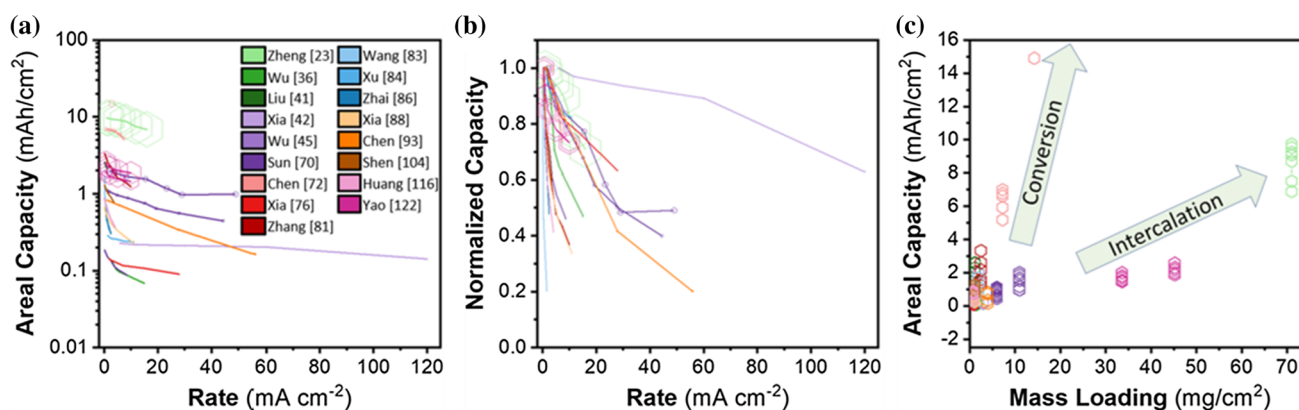 (a)
Areal Capacity (mAh/cm²)
100
10
1
0.1
0.01
0 20 40 60 80 100 120
Rate (mA cm⁻²)
Zheng [23] Wang [83]
Wu [36] Xu [84]
Liu [41] Zhai [86]
Xia [42] Xia [88]
Wu [45] Chen [93]
Sun [70] Shen [104]
Chen [72] Huang [116]
Xia [76] Yao [122]
Zhang [81]
(b)
Normalized Capacity
1.0
0.8
0.6
0.4
0.2
0.0
0 20 40 60 80 100 120
Rate (mA cm⁻²)
(c)
Areal Capacity (mAh/cm²)
16
14
12
10
8
6
4
2
0
-2
0 10 20 30 40 50 60 70
Mass Loading (mg/cm²)
Conversion
Intercalation